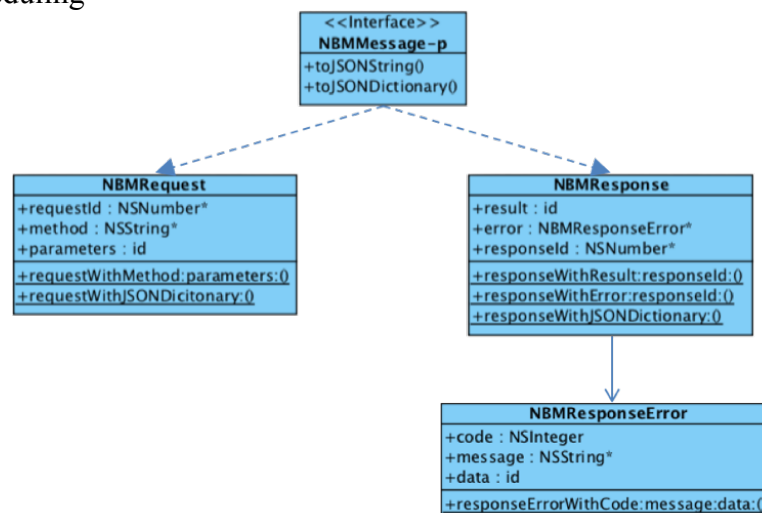 <<Interface>>
NBMMessage-p
+toJSONString()
+toJSONDictionary()
NBMRequest
+requestId : NSNumber*
+method : NSString*
+parameters : id
+requestWithMethod:parameters:()
+requestWithJSONDicitonary:()
NBMResponse
+result : id
+error : NBMResponseError*
+responseId : NSNumber*
+responseWithResult:responseId:()
+responseWithError:responseId:()
+responseWithJSONDictionary:()
NBMResponseError
+code : NSInteger
+message : NSString*
+data : id
+responseErrorWithCode:message:data:()